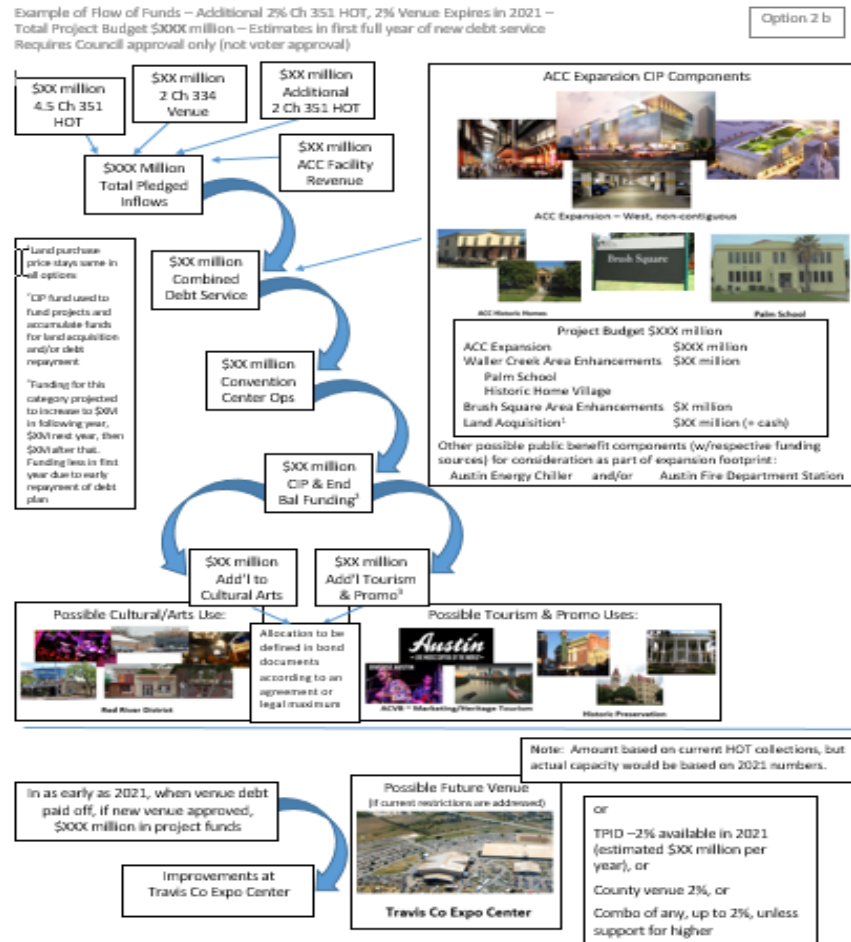 Example of Flow of Funds – Additional 2% Ch 351 HOT, 2% Venue Expires in 2021 –
Total Project Budget $XXX million – Estimates in first full year of new debt service
Requires Council approval only (not voter approval)
Option 2 b
$XX million
4.5 Ch 351
HOT
$XX million
2 Ch 334
Venue
$XX million
Additional
2 Ch 351 HOT
$XX million
ACC Facility
Revenue
$XXX Million
Total Pledged
Inflows
$XX million
Combined
Debt Service
$XX million
Convention
Center Ops
$XX million
CIP & End
Bal Funding²
$XX million
Add'l to
Cultural Arts
$XX million
Add'l Tourism
& Promo³
¹Land purchase
price stays same in
all options
²CIP fund used to
fund projects and
accumulate funds
for land acquisition
and/or debt
repayment
³Funding for this
category projected
to increase to $XM
in following year,
$XM next year, then
$XM after that.
Funding less in first
year due to early
repayment of debt
plan
ACC Expansion CIP Components
ACC Expansion – West, non-contiguous
Brush Square
ACC Historic Homes
Palm School
Project Budget $XXX million
ACC Expansion $XXX million
Waller Creek Area Enhancements $XX million
Palm School
Historic Home Village
Brush Square Area Enhancements $X million
Land Acquisition¹ $XX million (+ cash)
Other possible public benefit components (w/respective funding
sources) for consideration as part of expansion footprint:
Austin Energy Chiller and/or Austin Fire Department Station
Possible Cultural/Arts Use:
Red River District
Allocation to be
defined in bond
documents
according to an
agreement or
legal maximum
Possible Tourism & Promo Uses:
Austin
ACVB – Marketing/Heritage Tourism
Historic Preservation
Note: Amount based on current HOT collections, but
actual capacity would be based on 2021 numbers.
In as early as 2021, when venue debt
paid off, if new venue approved,
$XXX million in project funds
Improvements at
Travis Co Expo Center
Possible Future Venue
(if current restrictions are addressed)
Travis Co Expo Center
or
TPID –2% available in 2021
(estimated $XX million per
year), or
County venue 2%, or
Combo of any, up to 2%, unless
support for higher